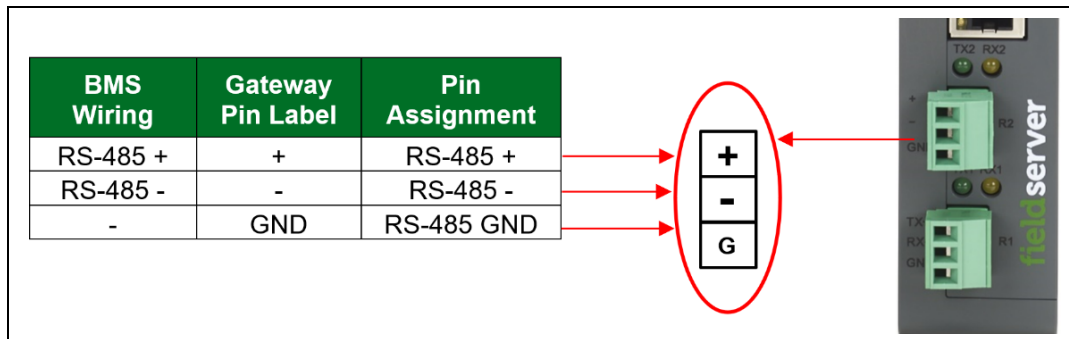 BMS Wiring Gateway Pin Label Pin Assignment
RS-485 + + RS-485 +
RS-485 - - RS-485 -
- GND RS-485 GND
+
-
G
TX2 RX2
+
-
R2
RX1
TX
RX
R1
fieldserver